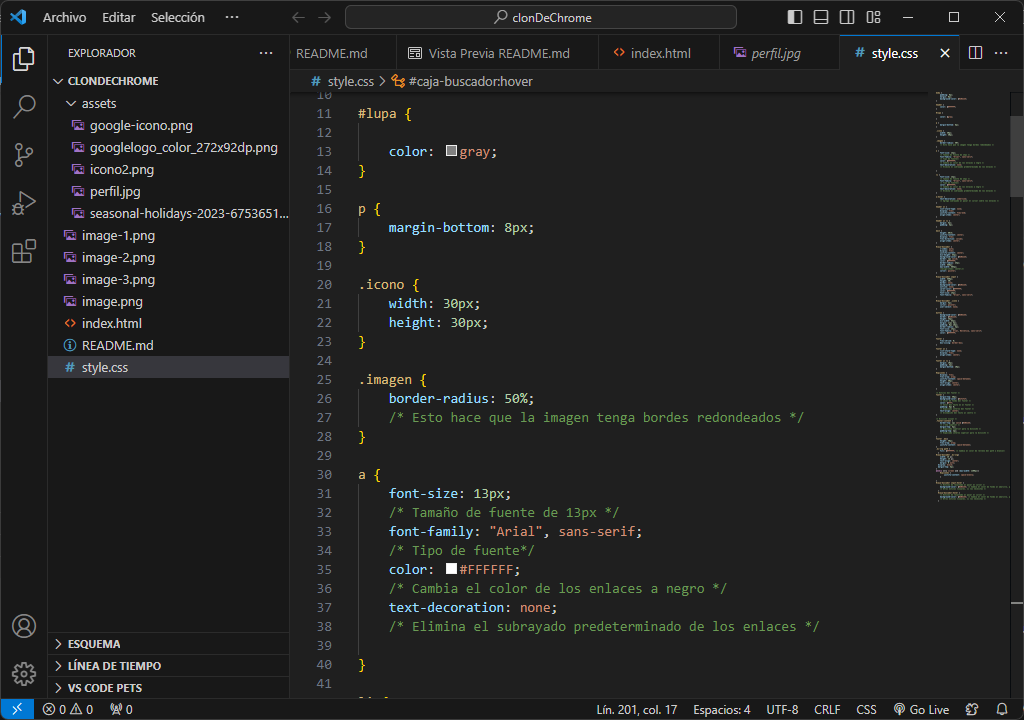 Archivo Editar Selección ··· clonDeChrome
EXPLORADOR ···
CLONDECHROME
assets
google-icono.png
googlelogo_color_272x92dp.png
icono2.png
perfil.jpg
seasonal-holidays-2023-6753651...
image-1.png
image-2.png
image-3.png
image.png
index.html
README.md
style.css
ESQUEMA
LÍNEA DE TIEMPO
VS CODE PETS
README.md Vista Previa README.md index.html perfil.jpg style.css
style.css > #caja-buscador:hover
10
11 #lupa {
12
13 color: gray;
14 }
15
16 p {
17 margin-bottom: 8px;
18 }
19
20 .icono {
21 width: 30px;
22 height: 30px;
23 }
24
25 .imagen {
26 border-radius: 50%;
27 /* Esto hace que la imagen tenga bordes redondeados */
28 }
29
30 a {
31 font-size: 13px;
32 /* Tamaño de fuente de 13px */
33 font-family: "Arial", sans-serif;
34 /* Tipo de fuente*/
35 color: #FFFFFF;
36 /* Cambia el color de los enlaces a negro */
37 text-decoration: none;
38 /* Elimina el subrayado predeterminado de los enlaces */
39
40 }
41
0 0 0 Lín. 201, col. 17 Espacios: 4 UTF-8 CRLF CSS Go Live